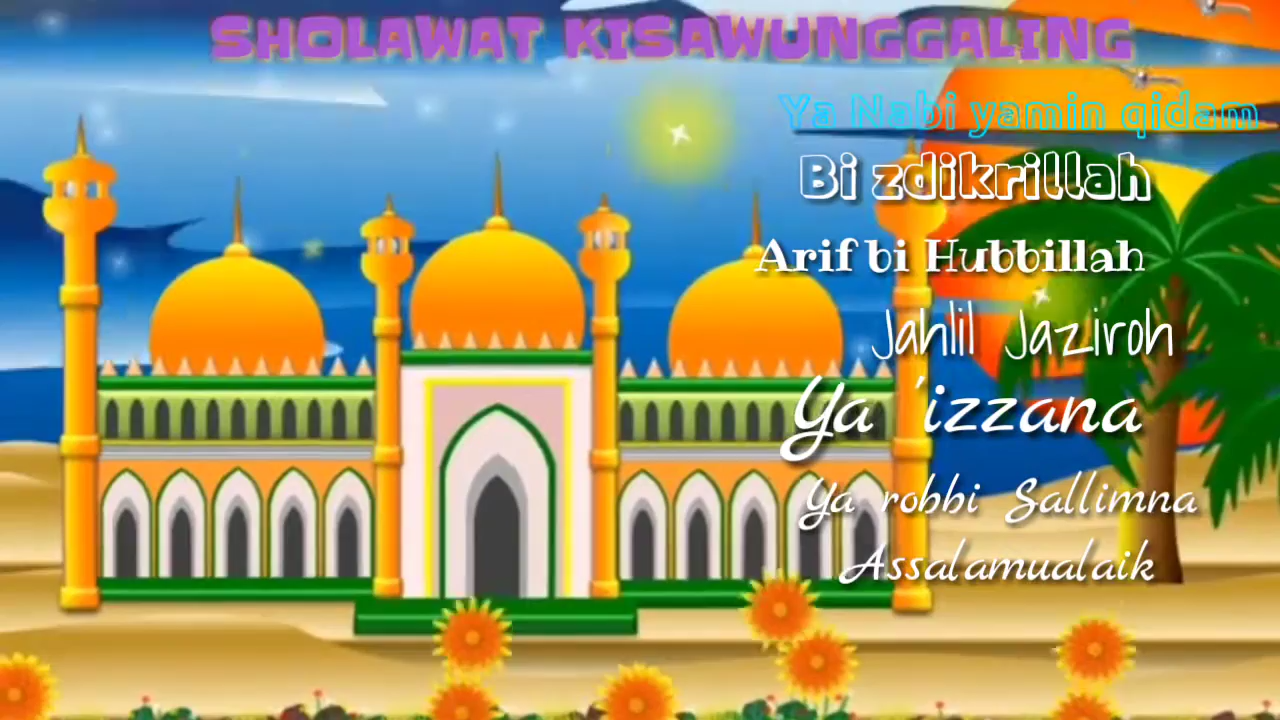 SHOLAWAT KISAWUNGGALING
Ya Nabi yamin qidam
Bi zdikrillah
Arif bi Hubbillah
Jahlil Jaziroh
Ya 'izzana
Ya robbi Sallimna
Assalamualaik